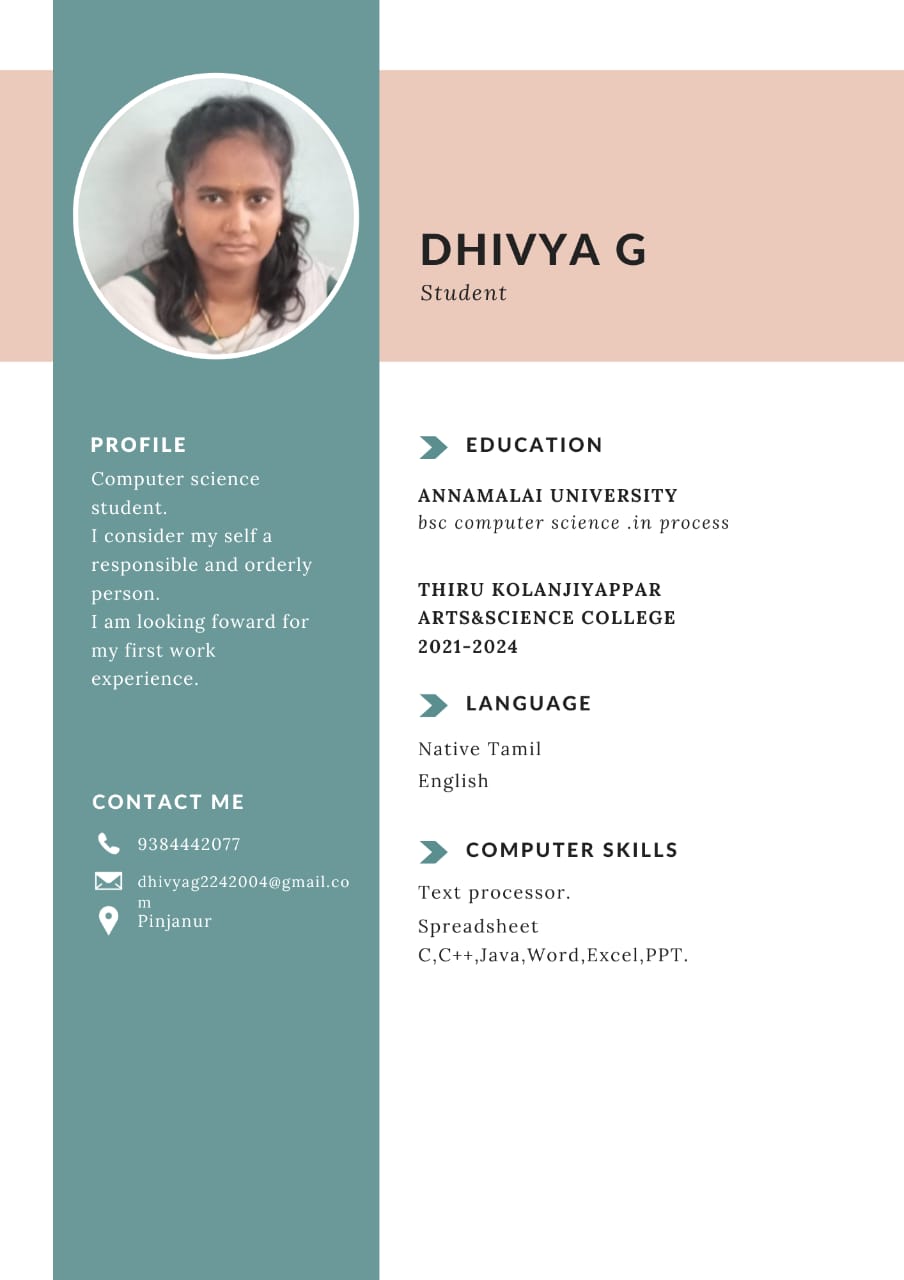 DHIVYA G
Student
PROFILE
Computer science
student.
I consider my self a
responsible and orderly
person.
I am looking foward for
my first work
experience.
CONTACT ME
9384442077
dhivyag2242004@gmail.co
m
Pinjanur
EDUCATION
ANNAMALAI UNIVERSITY
bsc computer science .in process
THIRU KOLANJIYAPPAR
ARTS&SCIENCE COLLEGE
2021-2024
LANGUAGE
Native Tamil
English
COMPUTER SKILLS
Text processor.
Spreadsheet
C,C++,Java,Word,Excel,PPT.